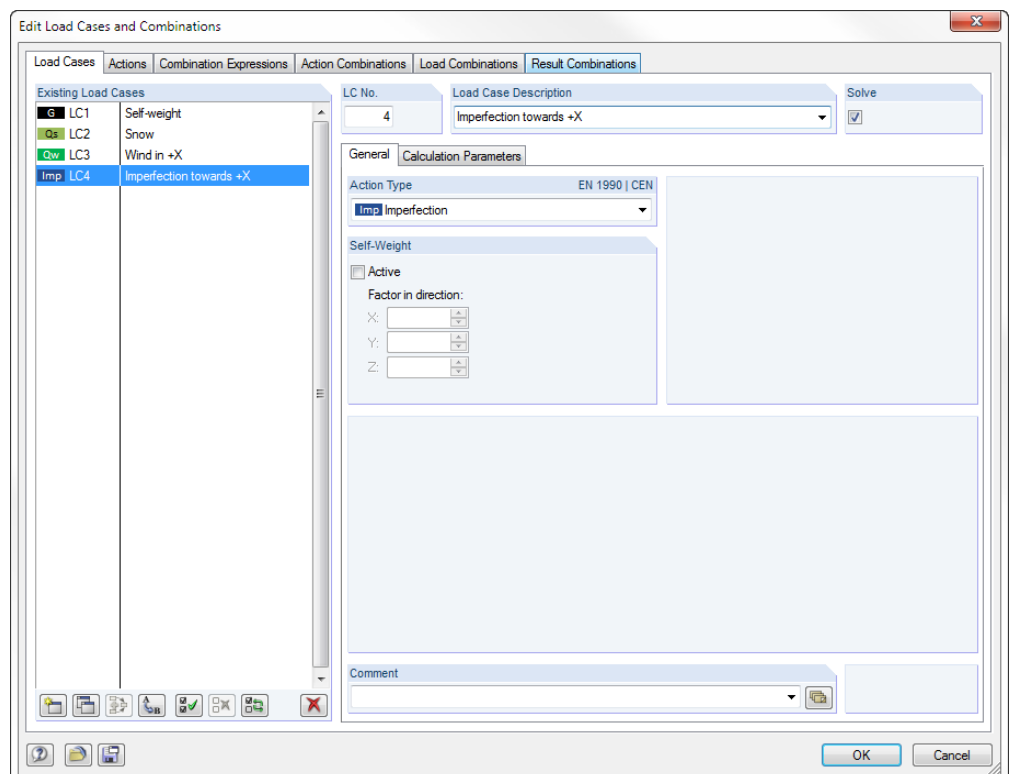 Edit Load Cases and Combinations
Load Cases Actions Combination Expressions Action Combinations Load Combinations Result Combinations
Existing Load Cases
G LC1 Self-weight
Qs LC2 Snow
Qw LC3 Wind in +X
Imp LC4 Imperfection towards +X
LC No.
4
Load Case Description
Imperfection towards +X
Solve
General Calculation Parameters
Action Type EN 1990 | CEN
Imp Imperfection
Self-Weight
Active
Factor in direction:
X:
Y:
Z:
Comment
OK Cancel